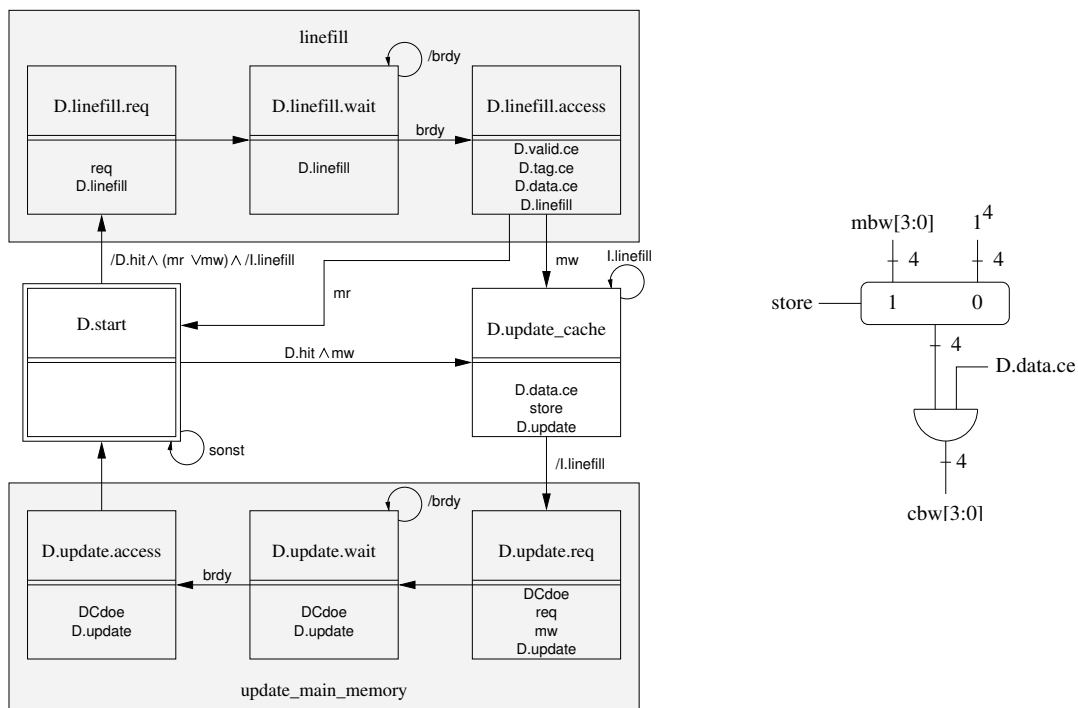 linefill
/brdy
D.linefill.req
D.linefill.wait
D.linefill.access
brdy
req
D.linefill
D.linefill
D.valid.ce
D.tag.ce
D.data.ce
D.linefill
/D.hit ∧ (mr ∨ mw) ∧ /I.linefill
mw
I.linefill
mr
D.start
D.update_cache
D.hit ∧ mw
D.data.ce
store
D.update
sonst
/I.linefill
/brdy
D.update.access
D.update.wait
D.update.req
brdy
DCdoe
D.update
DCdoe
D.update
DCdoe
req
mw
D.update
update_main_memory
mbw[3:0]
1^4
4
4
store
1
0
4
D.data.ce
4
cbw[3:0]